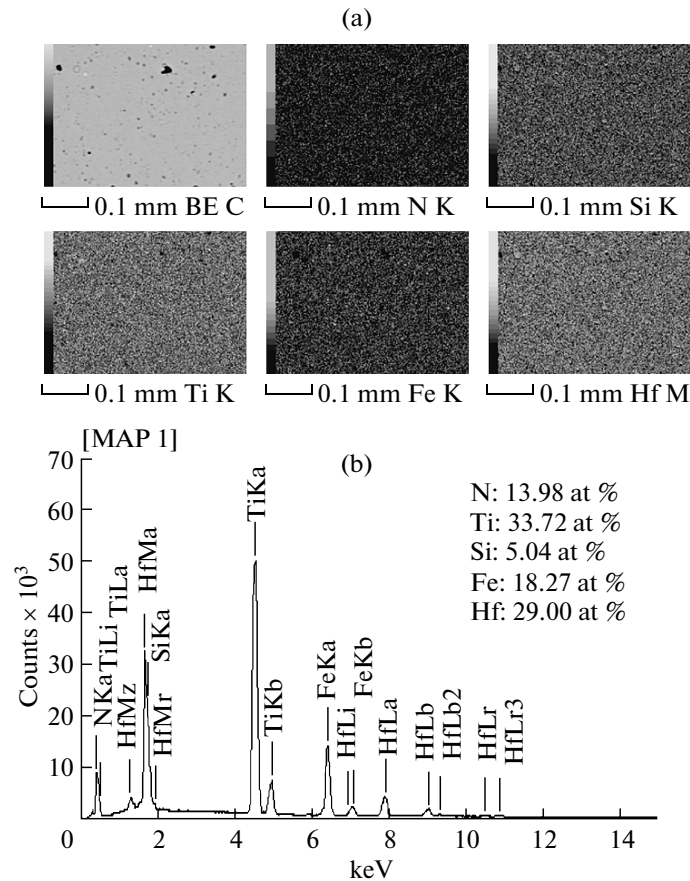 (a)
0.1 mm BE C
0.1 mm N K
0.1 mm Si K
0.1 mm Ti K
0.1 mm Fe K
0.1 mm Hf M
[MAP 1]
(b)
Counts × 10³
70
60
50
40
30
20
10
0
2
4
6
8
10
12
14
keV
NKa
TiLi
TiLa
HfMz
HfMa
SiKa
HfMr
TiKa
TiKb
FeKa
HfLi
FeKb
HfLa
HfLb
HfLb2
HfLr
HfLr3
N: 13.98 at %
Ti: 33.72 at %
Si: 5.04 at %
Fe: 18.27 at %
Hf: 29.00 at %